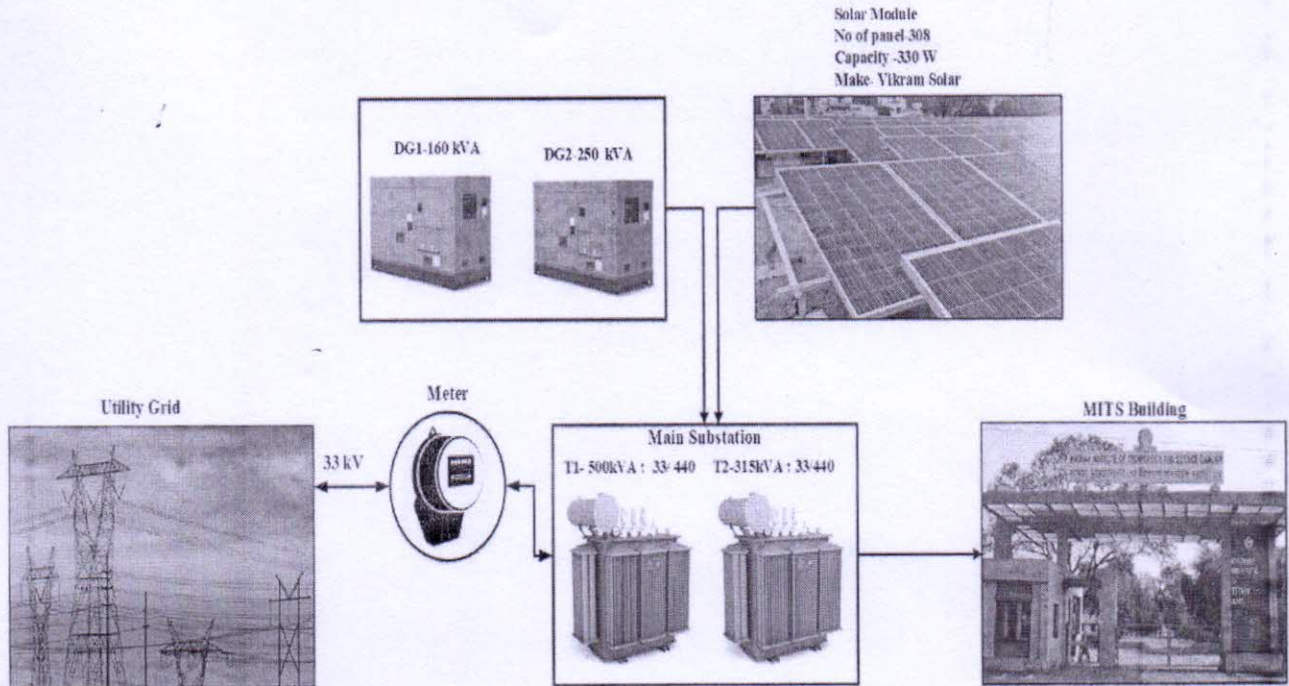 Solar Module
No of panel-308
Capacity -330 W
Make- Vikram Solar
DG1-160 kVA
DG2-250 kVA
Utility Grid
33 kV
Meter
Main Substation
T1- 500kVA : 33/ 440
T2-315kVA : 33/440
MITS Building